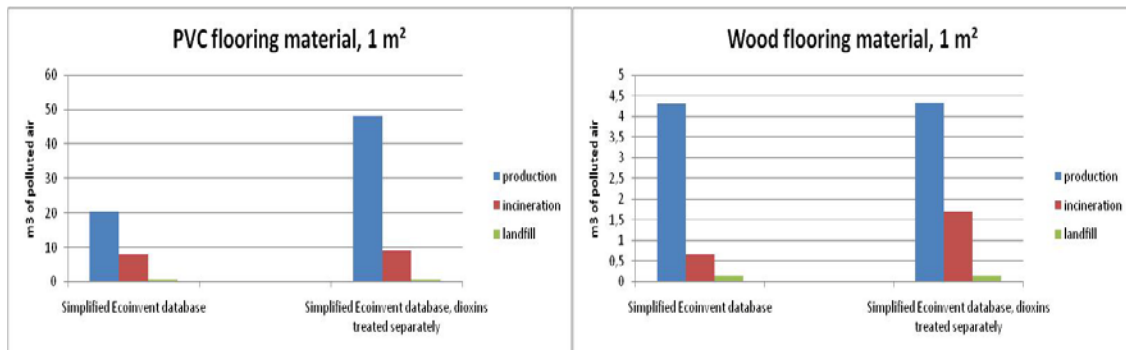 PVC flooring material, 1 m²
m3 of polluted air
60
50
40
30
20
10
0
Simplified Ecoinvent database
Simplified Ecoinvent database, dioxins
treated separately
production
incineration
landfill
Wood flooring material, 1 m²
m3 of polluted air
5
4,5
4
3,5
3
2,5
2
1,5
1
0,5
0
Simplified Ecoinvent database
Simplified Ecoinvent database, dioxins
treated separately
production
incineration
landfill